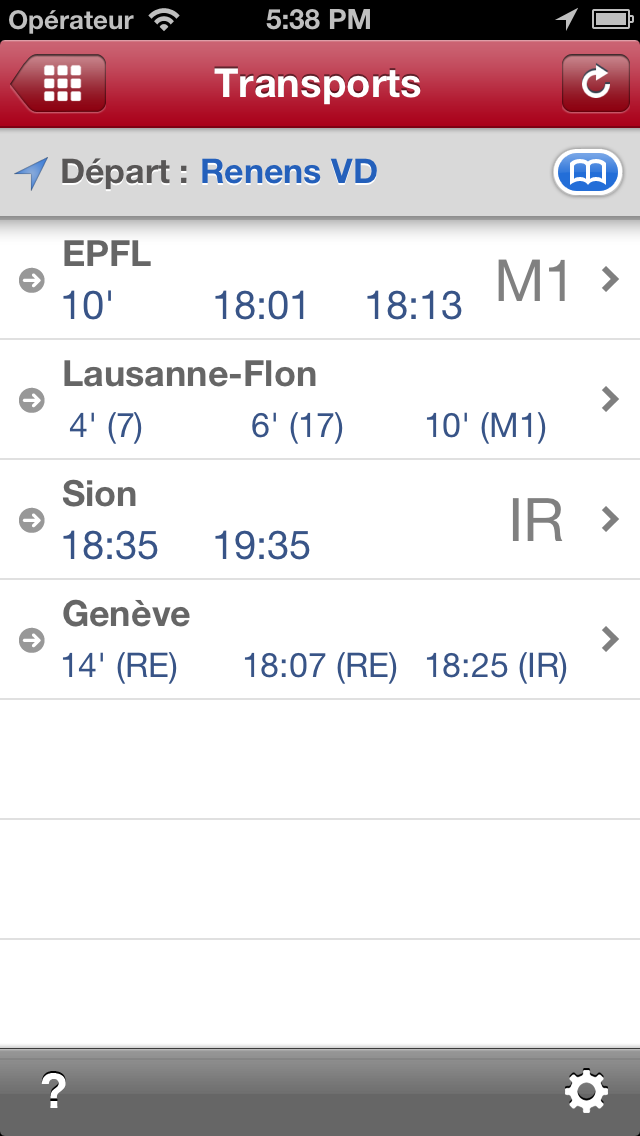 Opérateur 5:38 PM
Transports
Départ : Renens VD
EPFL
10' 18:01 18:13 M1
Lausanne-Flon
4' (7) 6' (17) 10' (M1)
Sion
18:35 19:35 IR
Genève
14' (RE) 18:07 (RE) 18:25 (IR)
?